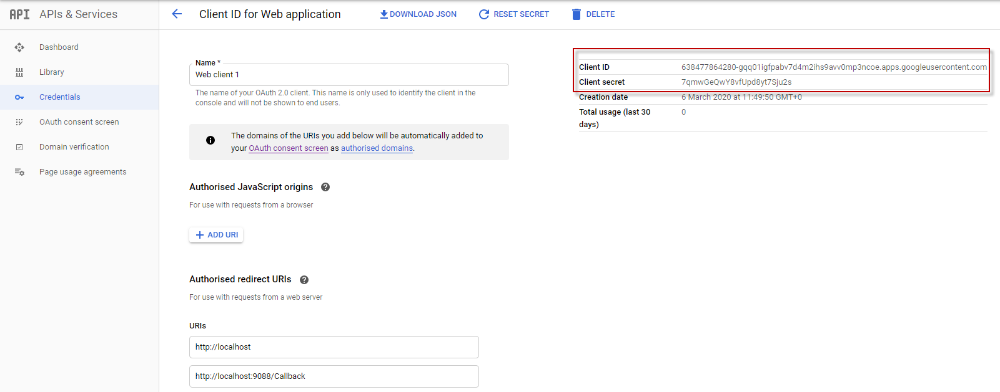 API APIs & Services
Client ID for Web application
DOWNLOAD JSON
RESET SECRET
DELETE
Dashboard
Library
Credentials
OAuth consent screen
Domain verification
Page usage agreements
Name *
Web client 1
The name of your OAuth 2.0 client. This name is only used to identify the client in the
console and will not be shown to end users.
The domains of the URIs you add below will be automatically added to
your OAuth consent screen as authorised domains.
Authorised JavaScript origins
For use with requests from a browser
ADD URI
Authorised redirect URIs
For use with requests from a web server
URIs
http://localhost
http://localhost:9088/Callback
Client ID 638477864280-gqq01igfpabv7d4m2ihs9avv0mp3ncoe.apps.googleusercontent.com
Client secret 7qmwGeQwY8vfUpd8yt7Sju2s
Creation date 6 March 2020 at 11:49:50 GMT+0
Total usage (last 30 0
days)